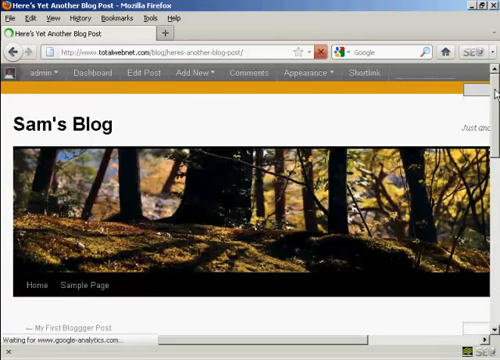 Here's Yet Another Blog Post - Mozilla Firefox
File Edit View History Bookmarks Tools Help
Here's Yet Another Blog Post
http://www.totalwebnet.com/blog/heres-another-blog-post/
Google
SEO
admin Dashboard Edit Post Add New Comments Appearance Shortlink
Sam's Blog
Just ano
Home Sample Page
← My First Bloggger Post
Waiting for www.google-analytics.com...